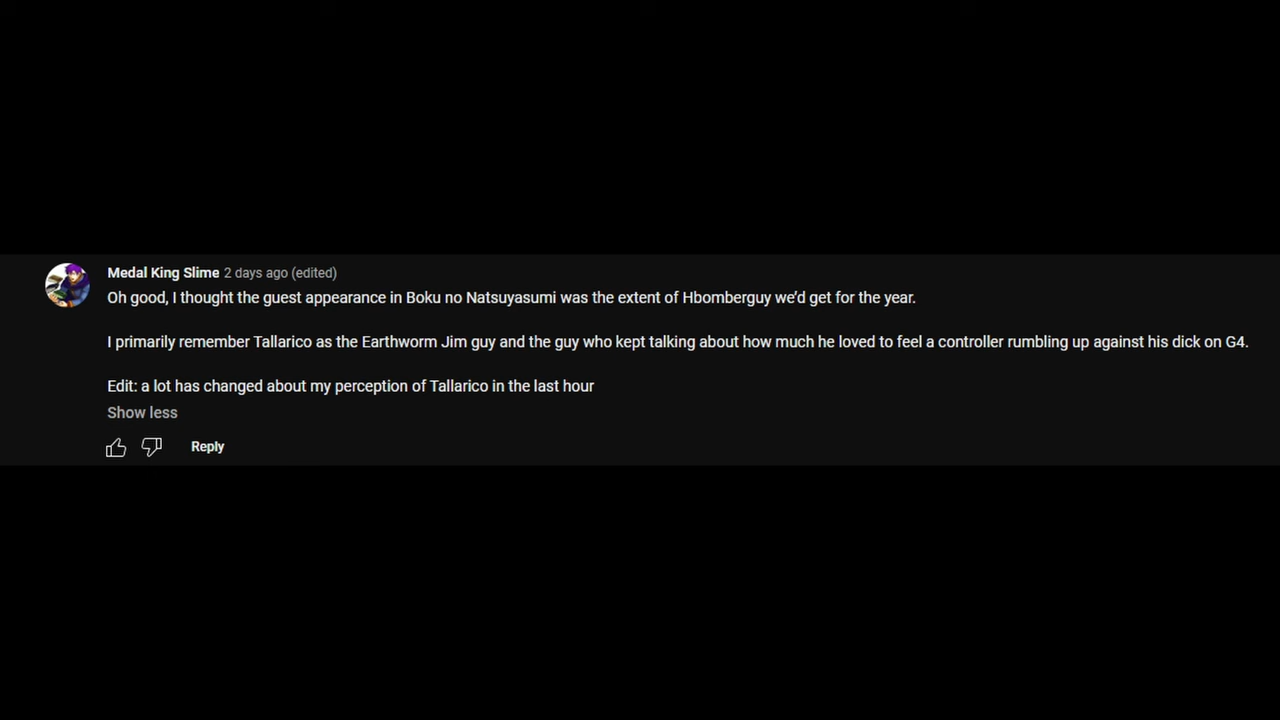 Medal King Slime 2 days ago (edited)
Oh good, I thought the guest appearance in Boku no Natsuyasumi was the extent of Hbomberguy we’d get for the year.
I primarily remember Tallarico as the Earthworm Jim guy and the guy who kept talking about how much he loved to feel a controller rumbling up against his dick on G4.
Edit: a lot has changed about my perception of Tallarico in the last hour
Show less
Reply